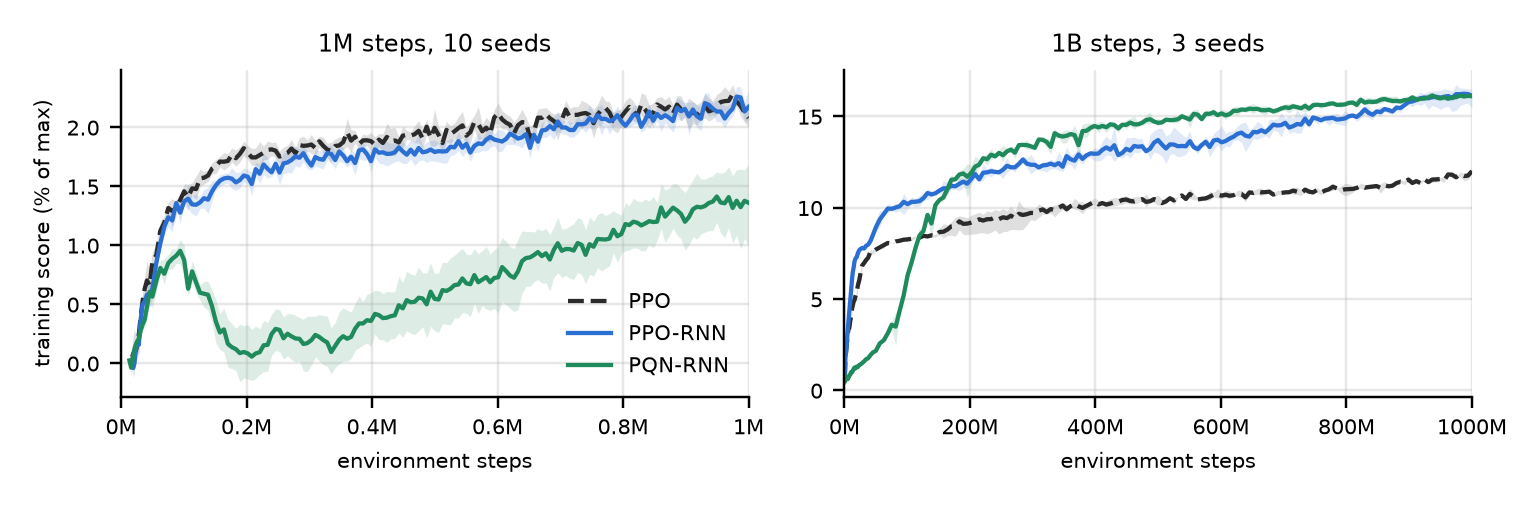 1M steps, 10 seeds
training score (% of max)
2.0
1.5
1.0
0.5
0.0
PPO
PPO-RNN
PQN-RNN
0M 0.2M 0.4M 0.6M 0.8M 1M
environment steps
1B steps, 3 seeds
15
10
5
0
0M 200M 400M 600M 800M 1000M
environment steps